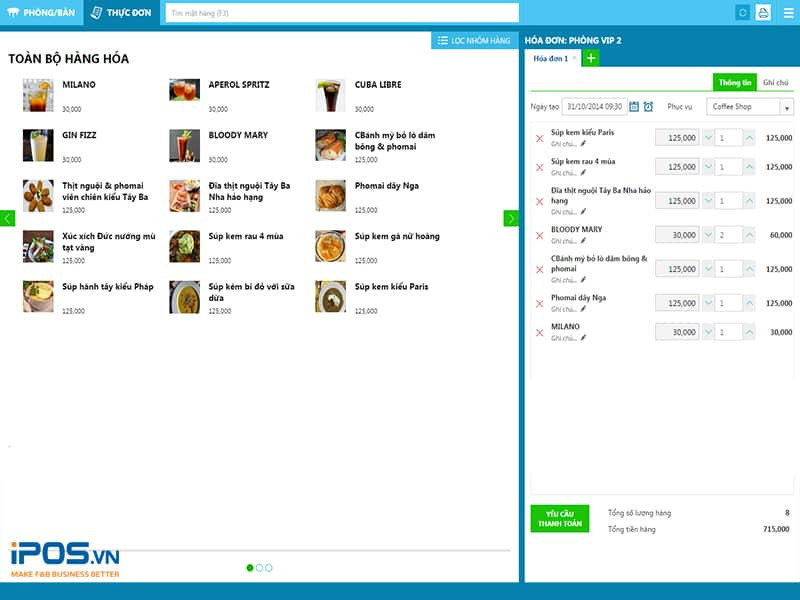 PHÒNG/BÀN
THỰC ĐƠN
Tìm mặt hàng (F3)
LỌC NHÓM HÀNG
TOÀN BỘ HÀNG HÓA
MILANO
30,000
APEROL SPRITZ
30,000
CUBA LIBRE
30,000
GIN FIZZ
30,000
BLOODY MARY
30,000
CBánh mỳ bỏ lò dăm
bông & phomai
125,000
Thịt nguội & phomai
viên chiên kiểu Tây Ba
125,000
Đĩa thịt nguội Tây Ba
Nha hảo hạng
125,000
Phomai dây Nga
125,000
Xúc xích Đức nướng mù
tạt vàng
125,000
Súp kem rau 4 mùa
125,000
Súp kem gà nữ hoàng
125,000
Súp hành tây kiểu Pháp
125,000
Súp kém bí đỏ với sữa
dừa
125,000
Súp kem kiểu Paris
125,000
iPOS.VN
MAKE F&B BUSINESS BETTER
HÓA ĐƠN: PHÒNG VIP 2
Hóa đơn 1 × +
Thông tin Ghi chú
Ngày tạo 31/10/2014 09:30 Phục vụ Coffee Shop
Súp kem kiểu Paris
Ghi chú...
125,000 1 125,000
Súp kem rau 4 mùa
Ghi chú...
125,000 1 125,000
Đĩa thịt nguội Tây Ba Nha hảo
hạng
Ghi chú...
125,000 1 125,000
BLOODY MARY
Ghi chú...
30,000 2 60,000
CBánh mỳ bỏ lò dăm bông &
phomai
Ghi chú...
125,000 1 125,000
Phomai dây Nga
Ghi chú...
125,000 1 125,000
MILANO
Ghi chú...
30,000 1 30,000
YÊU CẦU
THANH TOÁN
Tổng số lượng hàng 8
Tổng tiền hàng 715,000